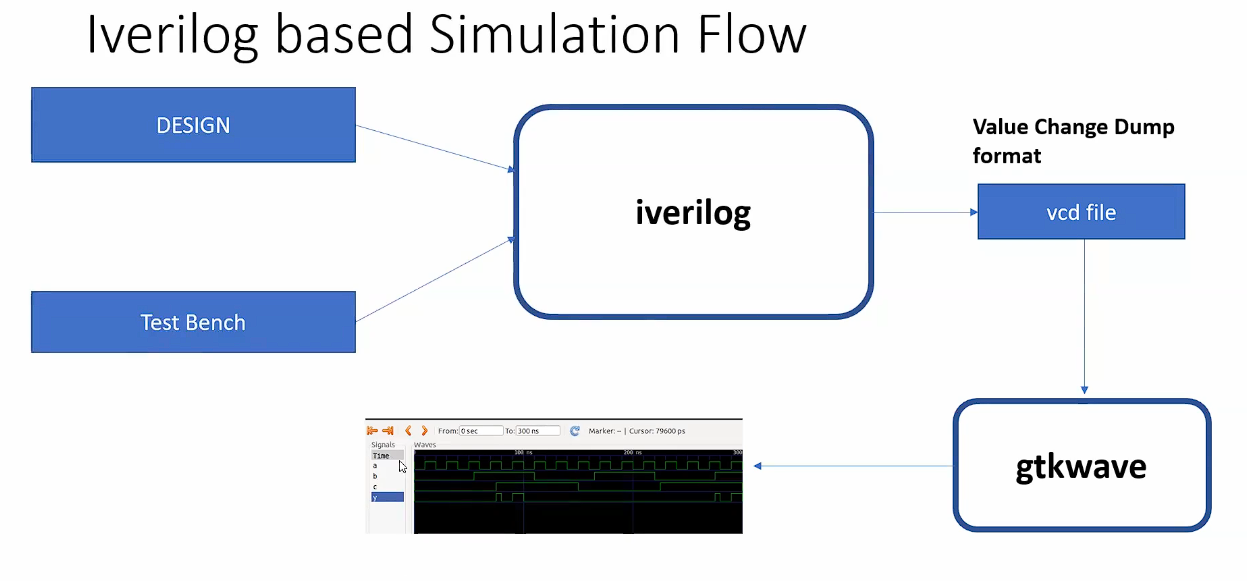 Iverilog based Simulation Flow
DESIGN
Test Bench
iverilog
Value Change Dump
format
vcd file
gtkwave
From: 0 sec To: 300 ns Marker: -- | Cursor: 79600 ps
Signals Waves
Time
a
b
c
y
100 ns 200 ns 300